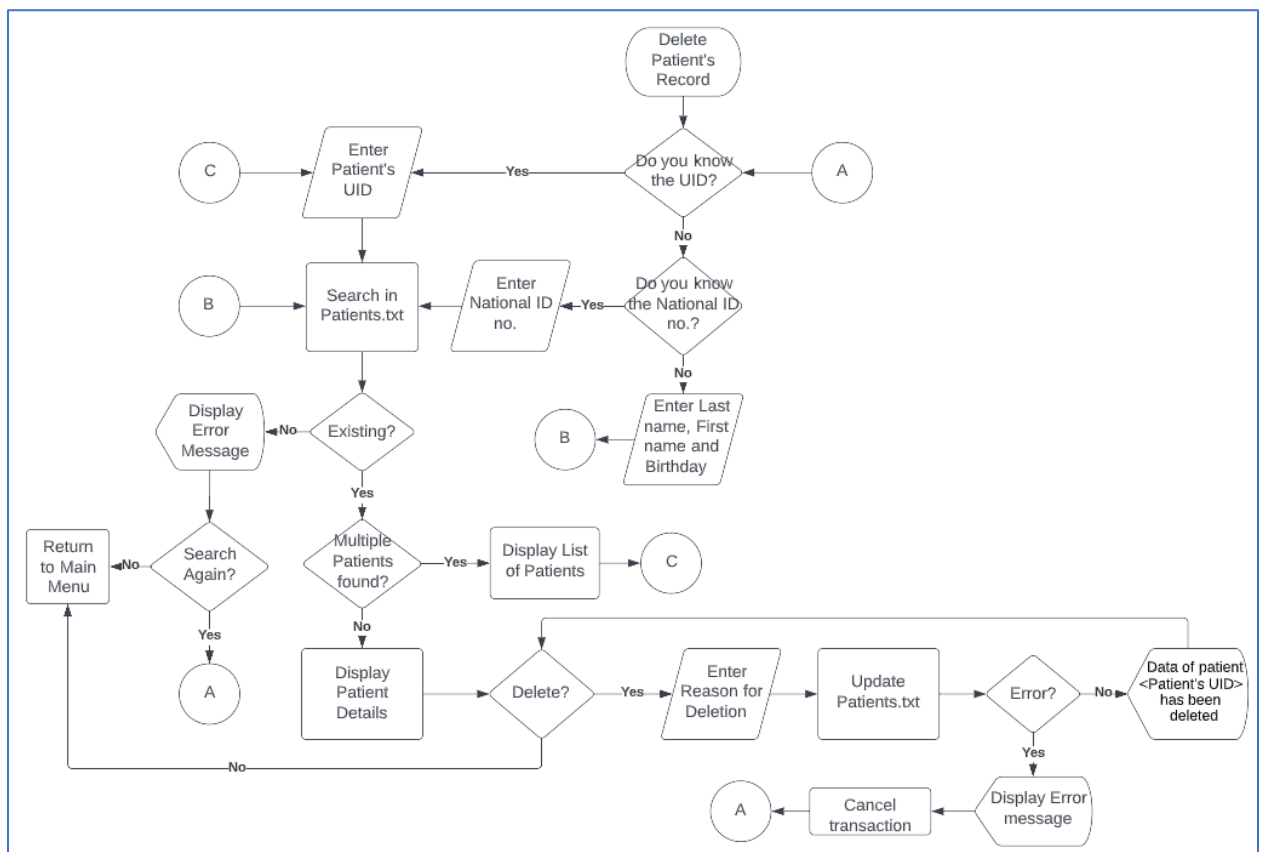 Delete
Patient's
Record
C
Enter
Patient's
UID
Yes
Do you know
the UID?
A
No
B
Search in
Patients.txt
Enter
National ID
no.
Yes
Do you know
the National ID
no.?
No
Display
Error
Message
No
Existing?
B
Enter Last
name, First
name and
Birthday
Yes
Return
to Main
Menu
No
Search
Again?
Multiple
Patients
found?
Yes
Display List
of Patients
C
Yes
No
A
Display
Patient
Details
Delete?
Yes
Enter
Reason for
Deletion
Update
Patients.txt
Error?
No
Data of patient
<Patient's UID>
has been
deleted
No
Yes
A
Cancel
transaction
Display Error
message